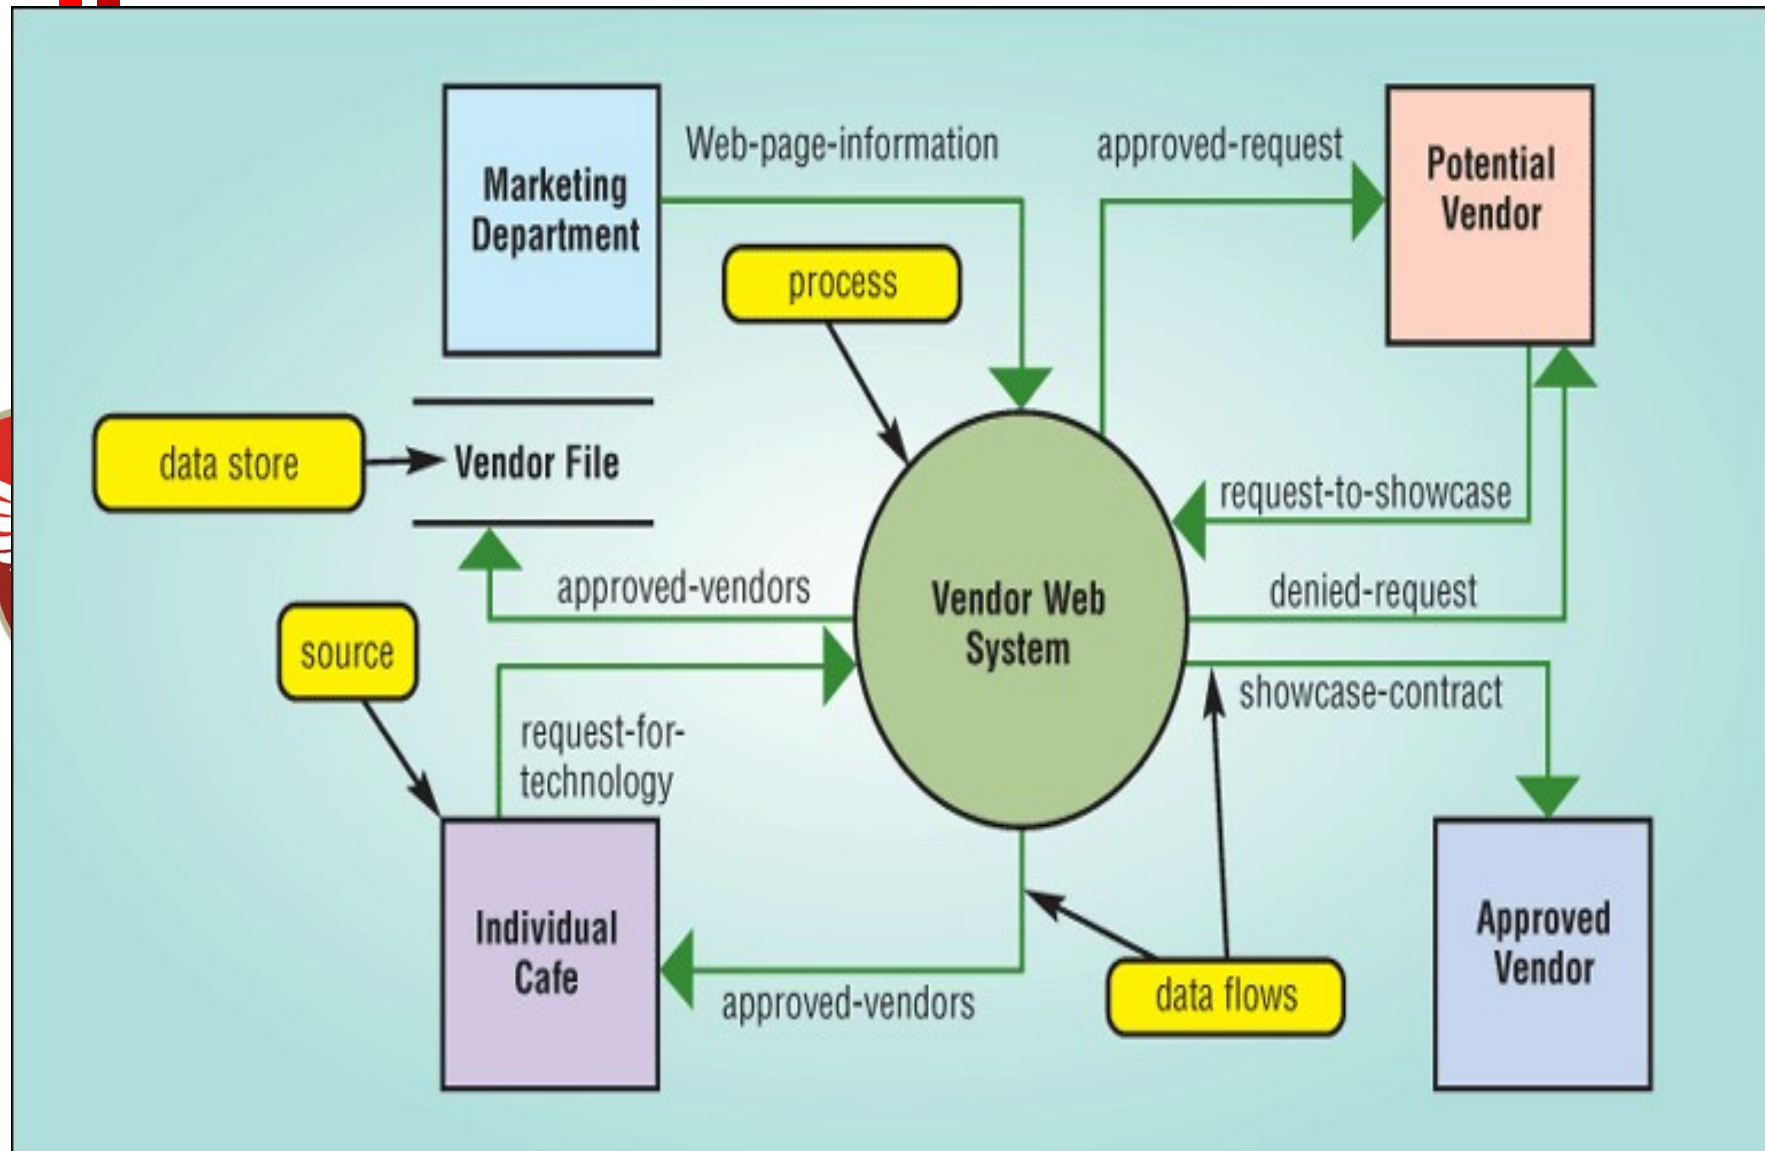 Web-page-information
approved-request
Marketing
Department
Potential
Vendor
process
data store
Vendor File
request-to-showcase
approved-vendors
Vendor Web
System
denied-request
source
showcase-contract
request-for-
technology
Individual
Cafe
approved-vendors
data flows
Approved
Vendor